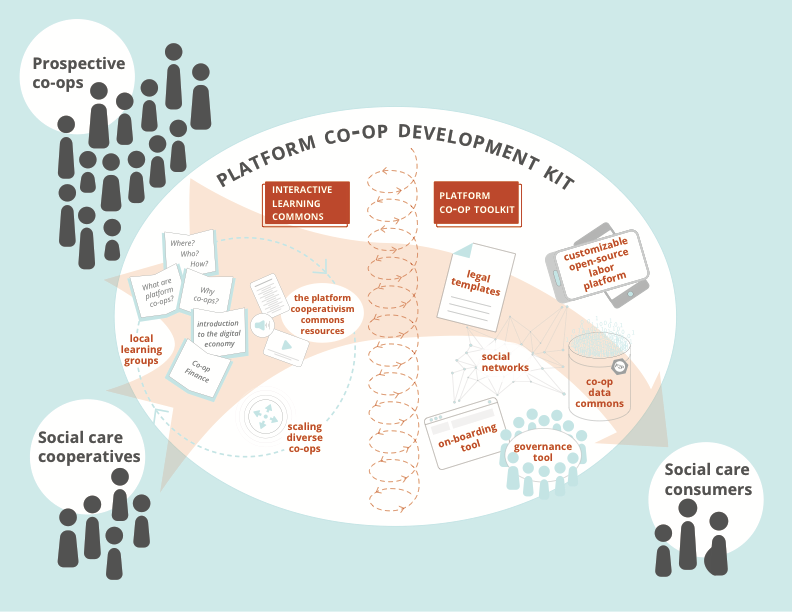 Prospective
co-ops
PLATFORM CO-OP DEVELOPMENT KIT
INTERACTIVE
LEARNING
COMMONS
PLATFORM
CO-OP TOOLKIT
Where?
Who?
How?
What are
platform
co-ops?
Why
co-ops?
introduction
to the digital
economy
Co-op
Finance
local
learning
groups
the platform
cooperativism
commons
resources
scaling
diverse
co-ops
legal
templates
customizable
open-source
labor
platform
social
networks
co-op
data
commons
on-boarding
tool
governance
tool
Social care
cooperatives
Social care
consumers